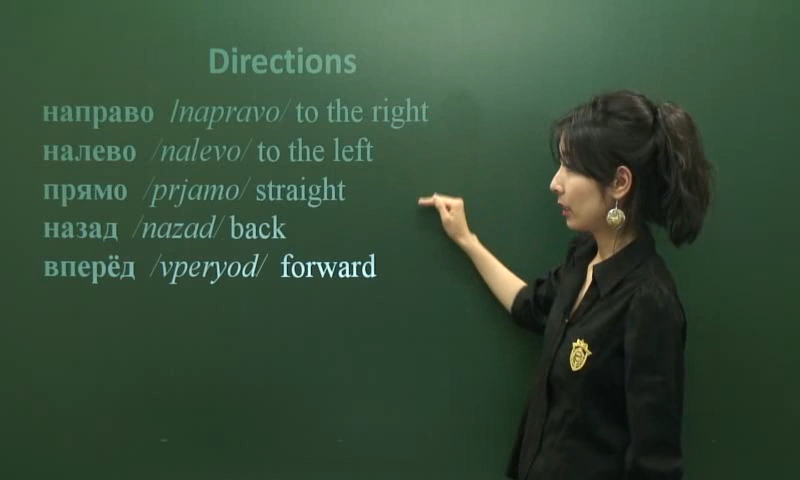 Directions
направо /napravo/ to the right
налево /nalevo/ to the left
прямо /prjamo/ straight
назад /nazad/ back
вперёд /vperyod/ forward